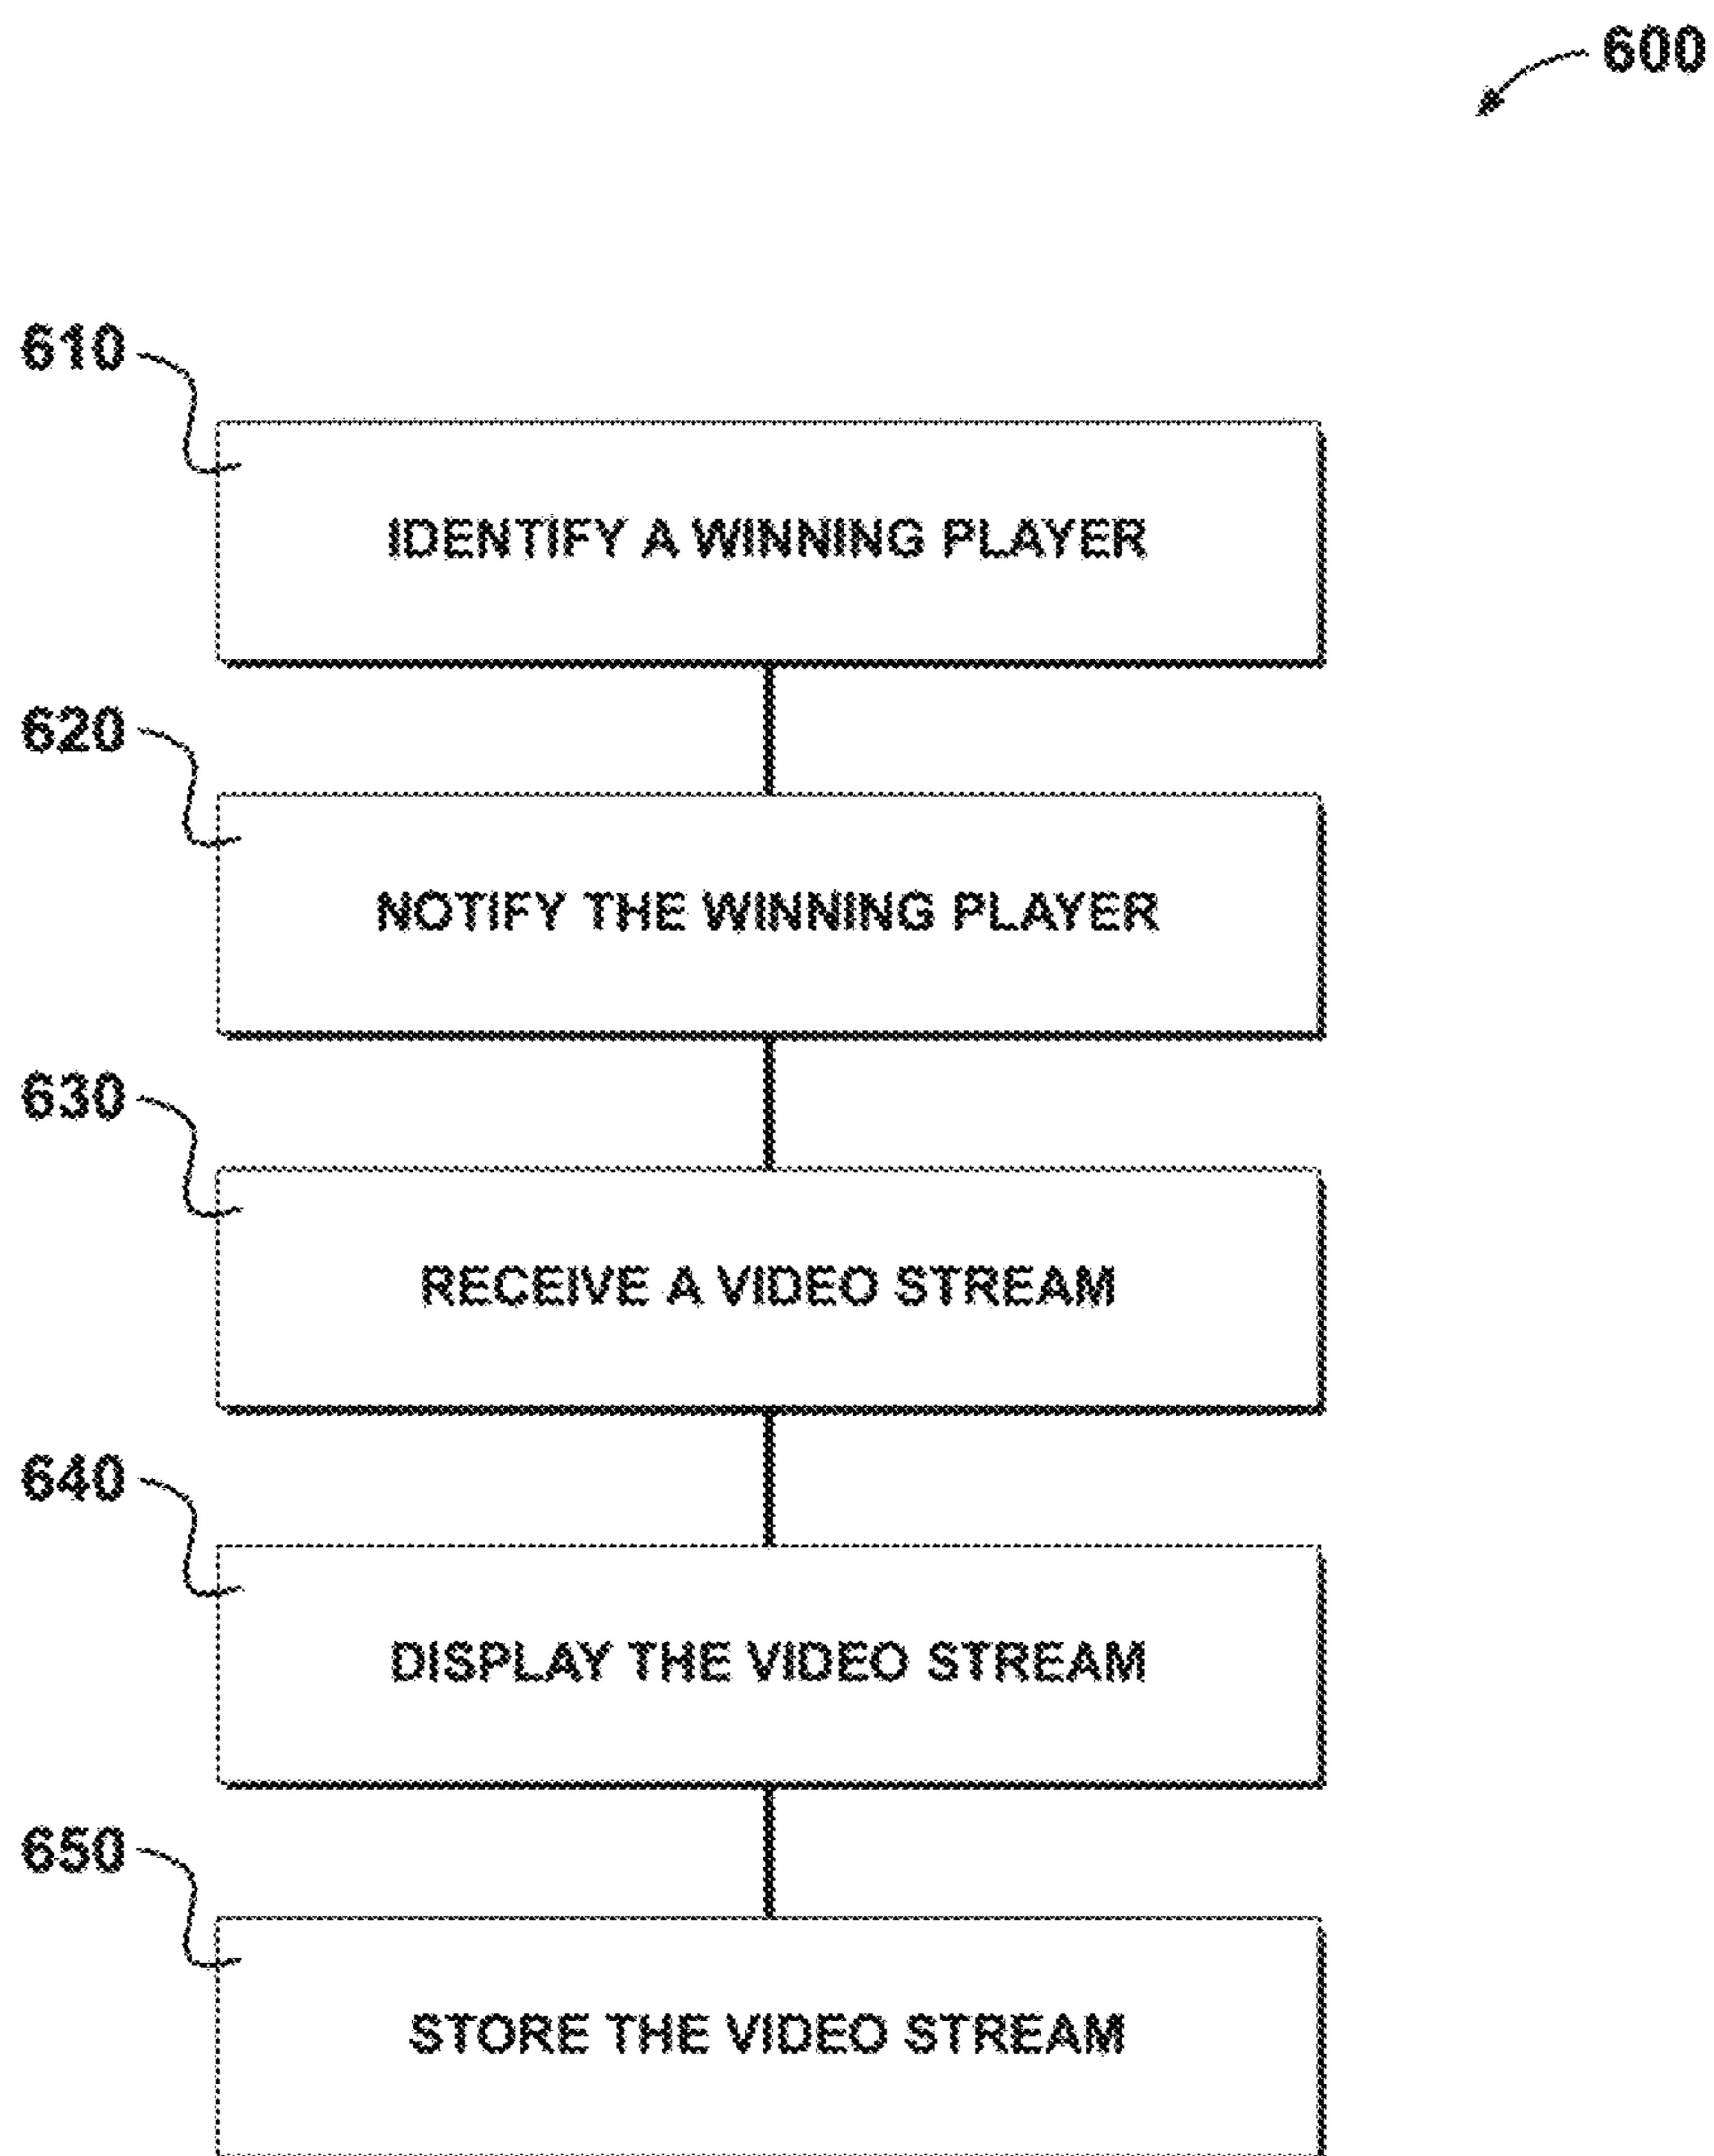 600
610
IDENTIFY A WINNING PLAYER
620
NOTIFY THE WINNING PLAYER
630
RECEIVE A VIDEO STREAM
640
DISPLAY THE VIDEO STREAM
650
STORE THE VIDEO STREAM